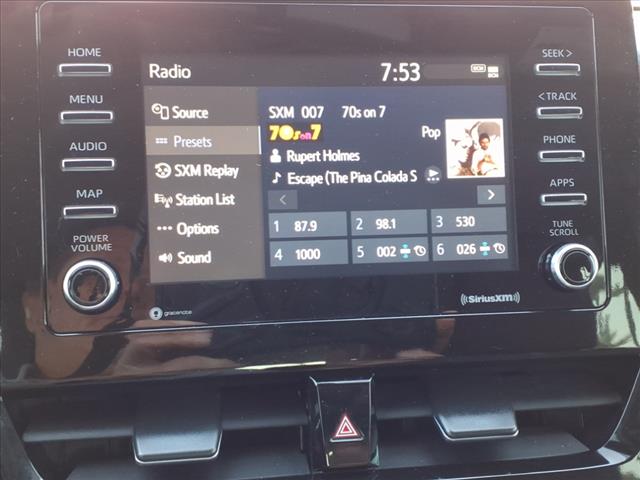 HOME
MENU
AUDIO
MAP
POWER
VOLUME
Radio
7:53
Source
Presets
SXM Replay
Station List
Options
Sound
SXM 007 70s on 7
70s on 7
Pop
Rupert Holmes
Escape (The Pina Colada S
1 87.9
2 98.1
3 530
4 1000
5 002
6 026
SEEK >
< TRACK
PHONE
APPS
TUNE
SCROLL
gracenote
SiriusXM